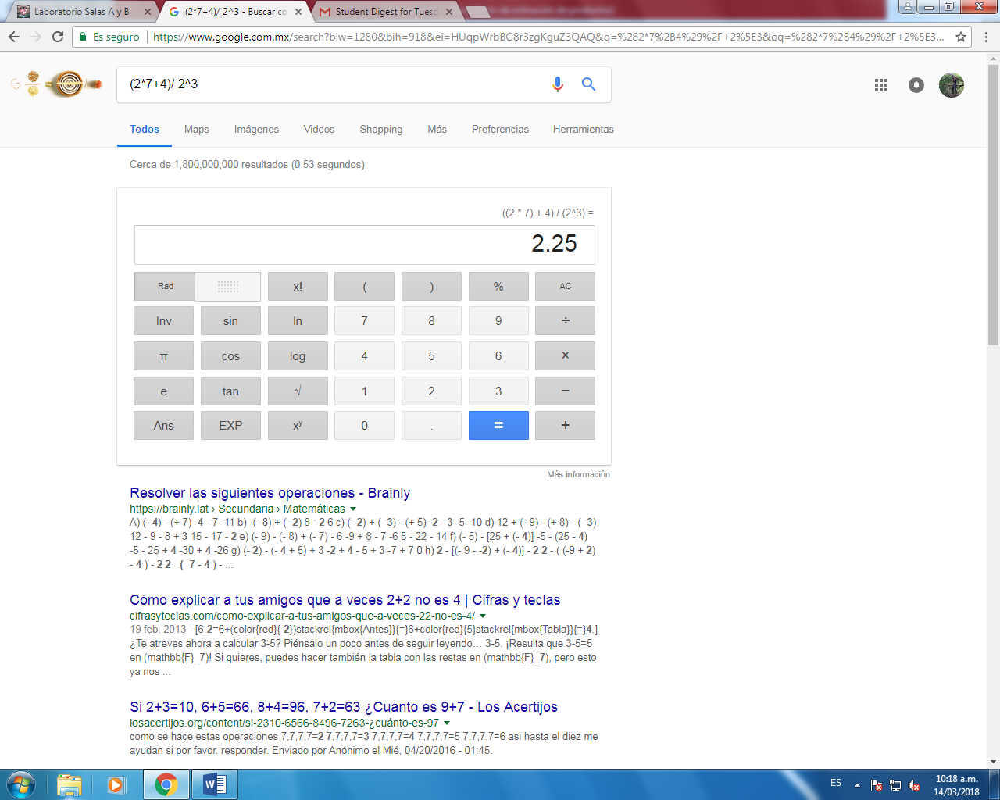 Laboratorio Salas A y B
(2*7+4)/ 2^3 - Buscar co
Student Digest for Tuesd
Es seguro
https://www.google.com.mx/search?biw=1280&bih=918&ei=HUqpWrbBG8r3zgKguZ3QAQ&q=%282*7%2B4%29%2F+2%5E3&oq=%282*7%2B4%29%2F+2%5E3...
(2*7+4)/ 2^3
Todos Maps Imágenes Videos Shopping Más Preferencias Herramientas
Cerca de 1,800,000,000 resultados (0.53 segundos)
((2 * 7) + 4) / (2^3) =
2.25
Rad x! ( ) % AC
Inv sin ln 7 8 9 ÷
π cos log 4 5 6 ×
e tan √ 1 2 3 −
Ans EXP xʸ 0 . = +
Más información
Resolver las siguientes operaciones - Brainly
https://brainly.lat › Secundaria › Matemáticas
A) (- 4) - (+ 7) -4 - 7 -11 b) -(- 8) + (- 2) 8 - 2 6 c) (- 2) + (- 3) - (+ 5) -2 - 3 -5 -10 d) 12 + (- 9) - (+ 8) - (- 3)
12 - 9 - 8 + 3 15 - 17 - 2 e) (- 9) - (- 8) + (- 7) - 6 -9 + 8 - 7 -6 8 - 22 - 14 f) (- 5) - [25 + (- 4)] -5 - (25 - 4)
-5 - 25 + 4 -30 + 4 -26 g) (- 2) - (- 4 + 5) + 3 -2 + 4 - 5 + 3 -7 + 7 0 h) 2 - [(- 9 - -2) + (- 4)] - 2 2 - ( (-9 + 2)
- 4 ) - 2 2 - ( -7 - 4 ) - ...
Cómo explicar a tus amigos que a veces 2+2 no es 4 | Cifras y teclas
cifrasyteclas.com/como-explicar-a-tus-amigos-que-a-veces-22-no-es-4/
19 feb. 2013 - [6-2=6+(color{red}{-2})stackrel{mbox{Antes}}{=}6+color{red}{5}stackrel{mbox{Tabla}}{=}4.]
¿Te atreves ahora a calcular 3-5? Piénsalo un poco antes de seguir leyendo… 3-5. ¡Resulta que 3-5=5
en (mathbb{F}_7)! Si quieres, puedes hacer también la tabla con las restas en (mathbb{F}_7), pero esto
ya nos ...
Si 2+3=10, 6+5=66, 8+4=96, 7+2=63 ¿Cuánto es 9+7 - Los Acertijos
losacertijos.org/content/si-2310-6566-8496-7263-¿cuánto-es-97
como se hace estas operaciones 7,7,7,7=2 7,7,7,7=3 7,7,7,7=4 7,7,7,7=5 7,7,7,7=6 asi hasta el diez me
ayudan si por favor. responder. Enviado por Anónimo el Mié, 04/20/2016 - 01:45.
ES
10:18 a.m.
14/03/2018